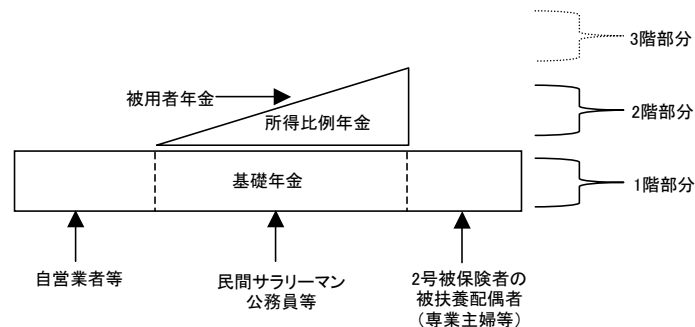 3階部分
被用者年金
所得比例年金
2階部分
基礎年金
1階部分
自営業者等
民間サラリーマン
公務員等
2号被保険者の
被扶養配偶者
（専業主婦等）